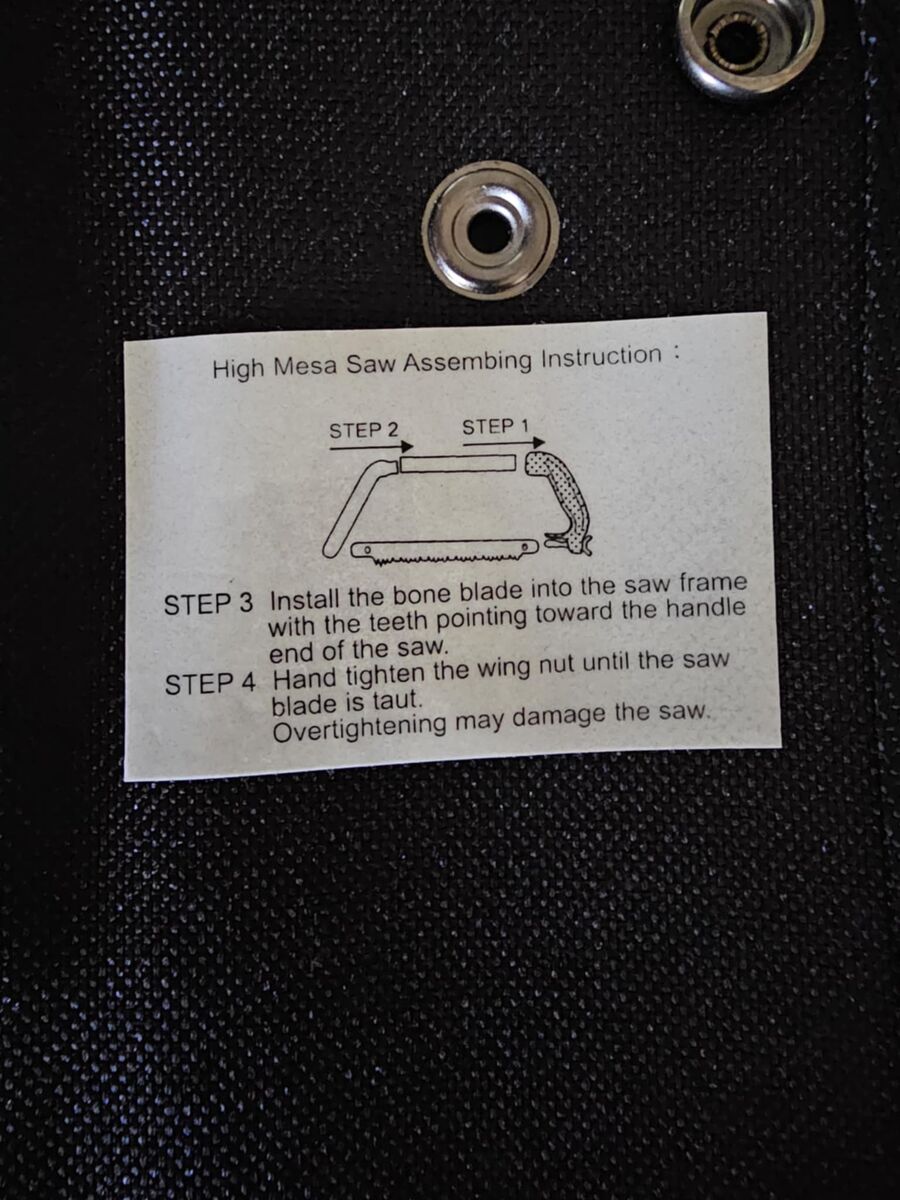 High Mesa Saw Assembing Instruction :
STEP 2 STEP 1
STEP 3 Install the bone blade into the saw frame
with the teeth pointing toward the handle
end of the saw.
STEP 4 Hand tighten the wing nut until the saw
blade is taut.
Overtightening may damage the saw.